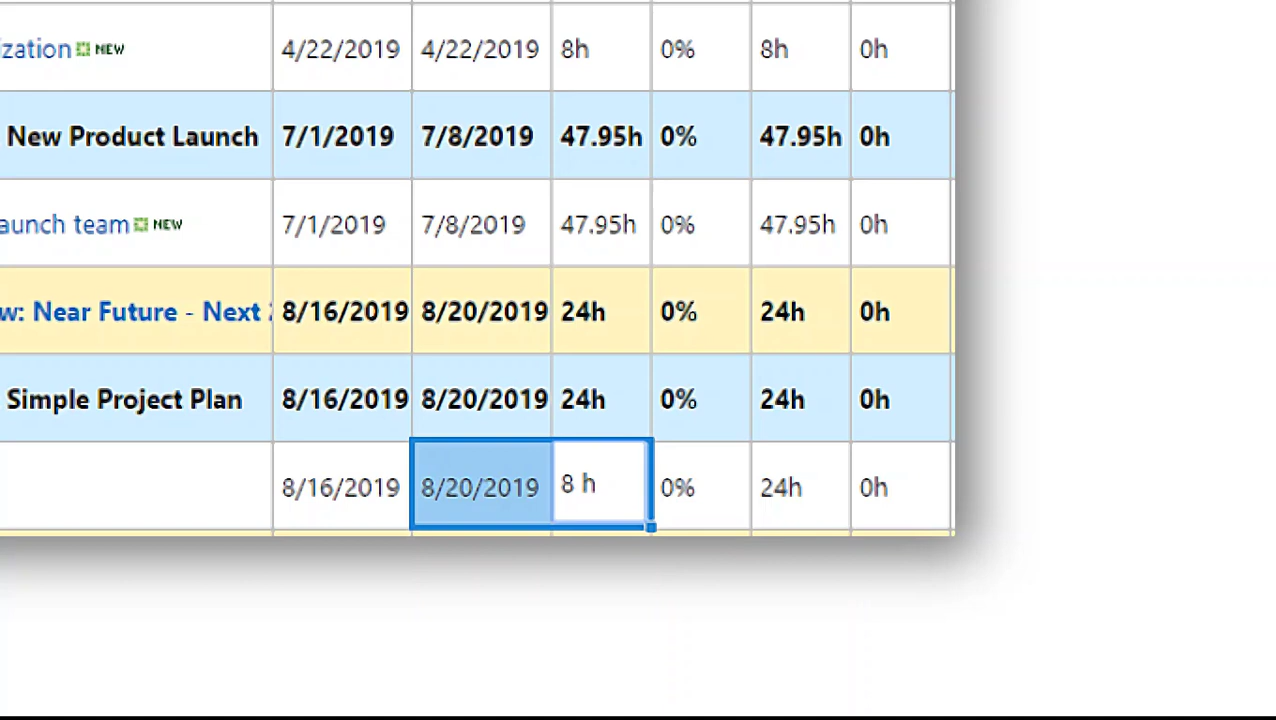 ization NEW 4/22/2019 4/22/2019 8h 0% 8h 0h
New Product Launch 7/1/2019 7/8/2019 47.95h 0% 47.95h 0h
aunch team NEW 7/1/2019 7/8/2019 47.95h 0% 47.95h 0h
w: Near Future - Next 8/16/2019 8/20/2019 24h 0% 24h 0h
Simple Project Plan 8/16/2019 8/20/2019 24h 0% 24h 0h
8/16/2019 8/20/2019 8 h 0% 24h 0h